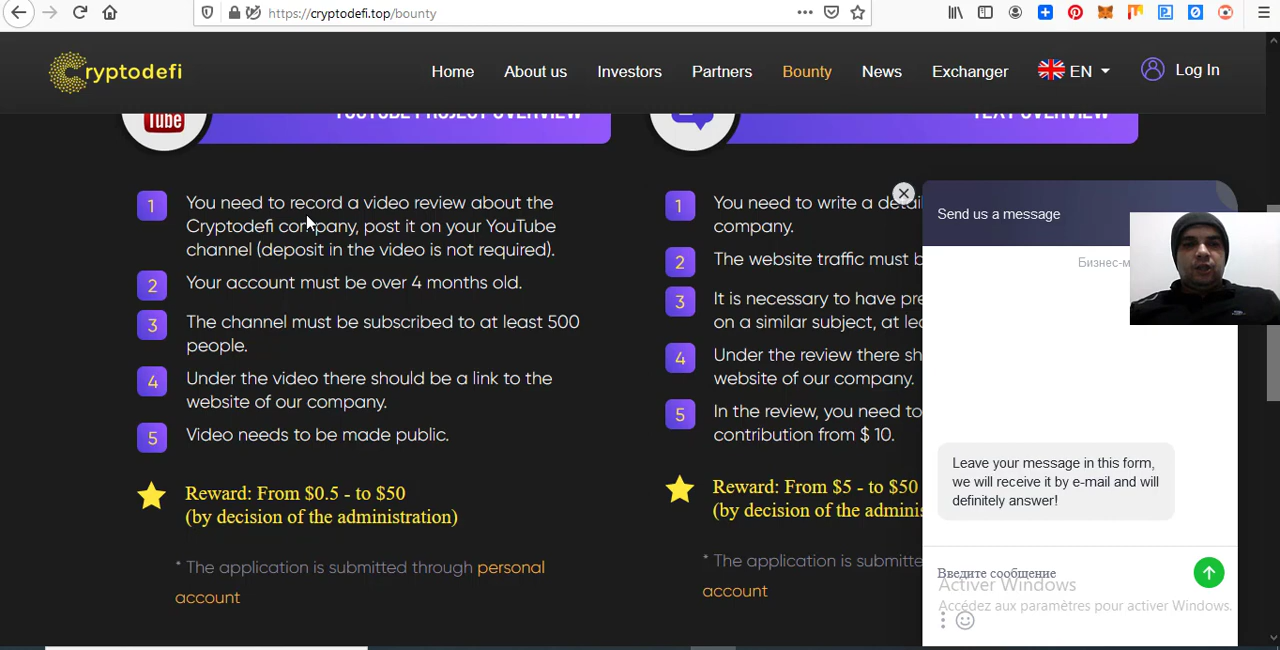 https://cryptodefi.top/bounty
Cryptodefi
Home About us Investors Partners Bounty News Exchanger EN Log In
Tube
YOUTUBE PROJECT OVERVIEW
TEXT OVERVIEW
1 You need to record a video review about the
Cryptodefi company, post it on your YouTube
channel (deposit in the video is not required).
2 Your account must be over 4 months old.
3 The channel must be subscribed to at least 500
people.
4 Under the video there should be a link to the
website of our company.
5 Video needs to be made public.
Reward: From $0.5 - to $50
(by decision of the administration)
* The application is submitted through personal
account
1 You need to write a
company.
2 The website traffic must
3 It is necessary to have
on a similar subject, at
4 Under the review there
website of our company.
5 In the review, you need to
contribution from $ 10.
Reward: From $5 - to $50
(by decision of the
* The application is submitted
account
Send us a message
Leave your message in this form,
we will receive it by e-mail and will
definitely answer!
Введите сообщение
Activer Windows
Accédez aux paramètres pour activer Windows.